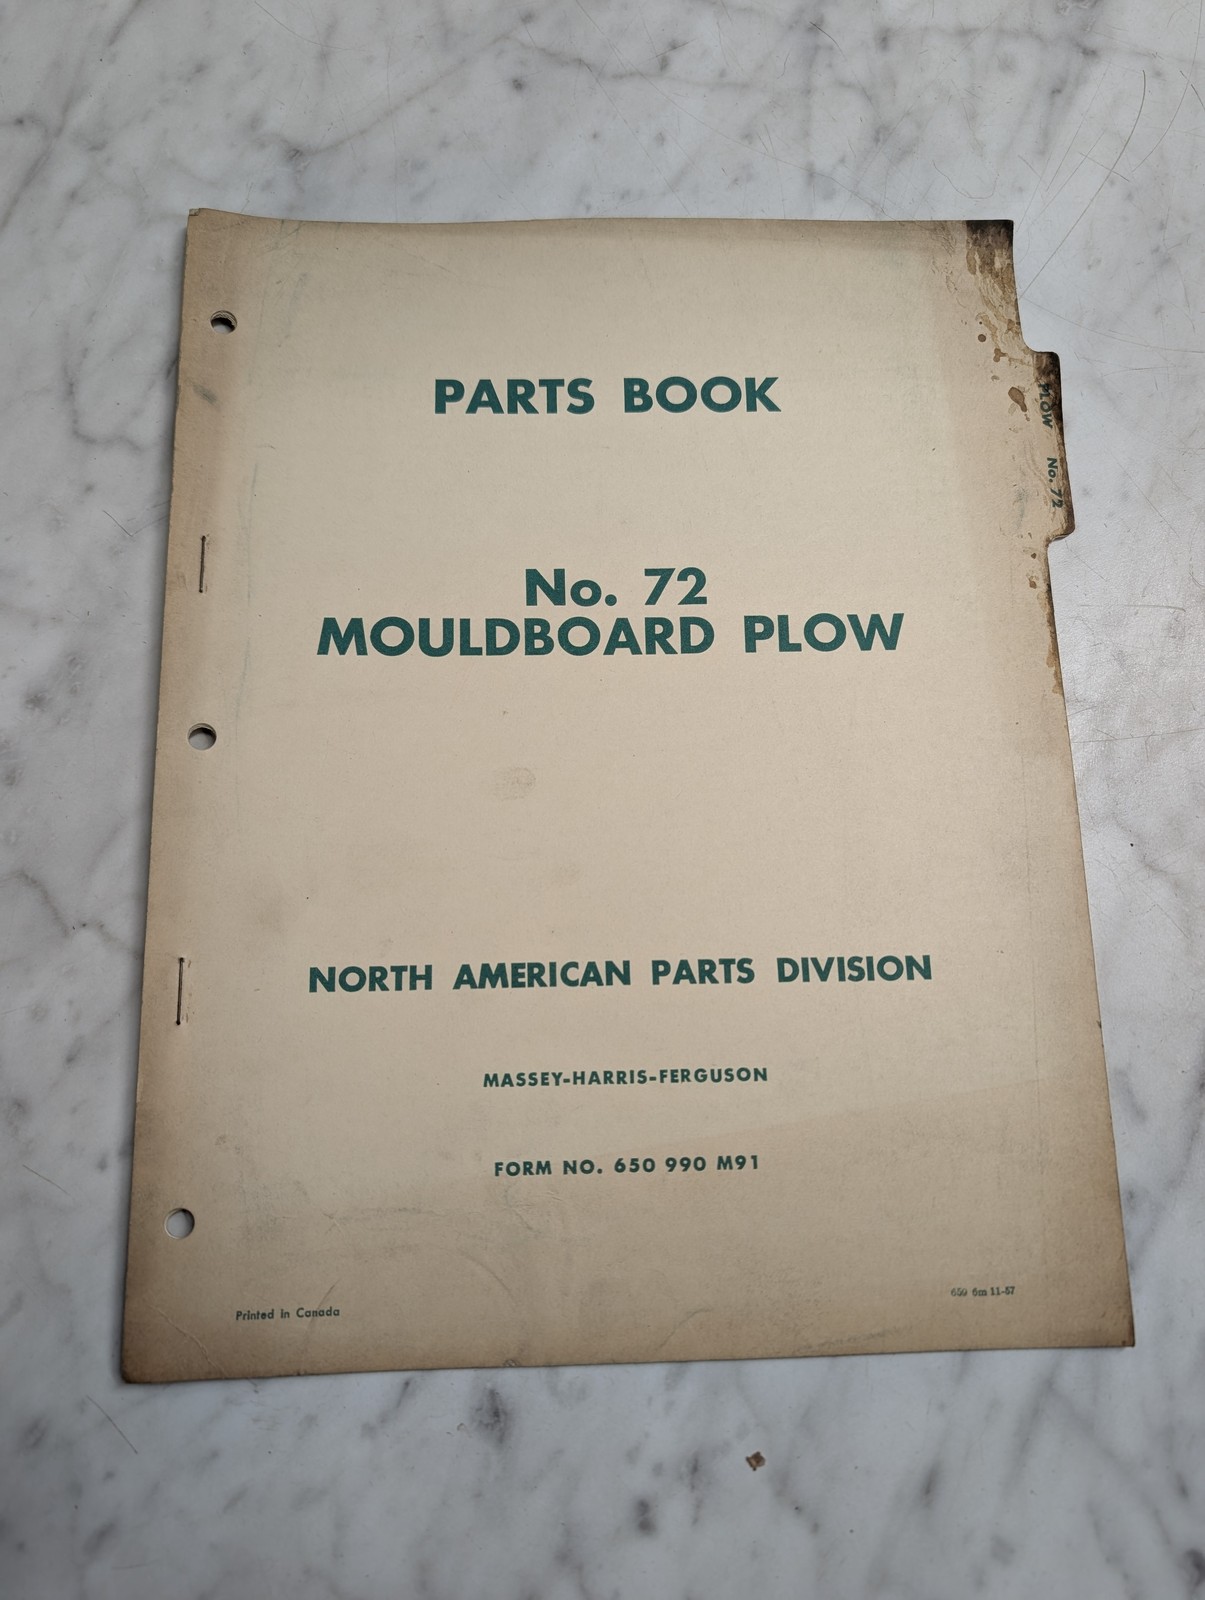 PARTS BOOK
PLOW No. 72
No. 72
MOULDBOARD PLOW
NORTH AMERICAN PARTS DIVISION
MASSEY-HARRIS-FERGUSON
FORM NO. 650 990 M91
650 6m 11-57
Printed in Canada